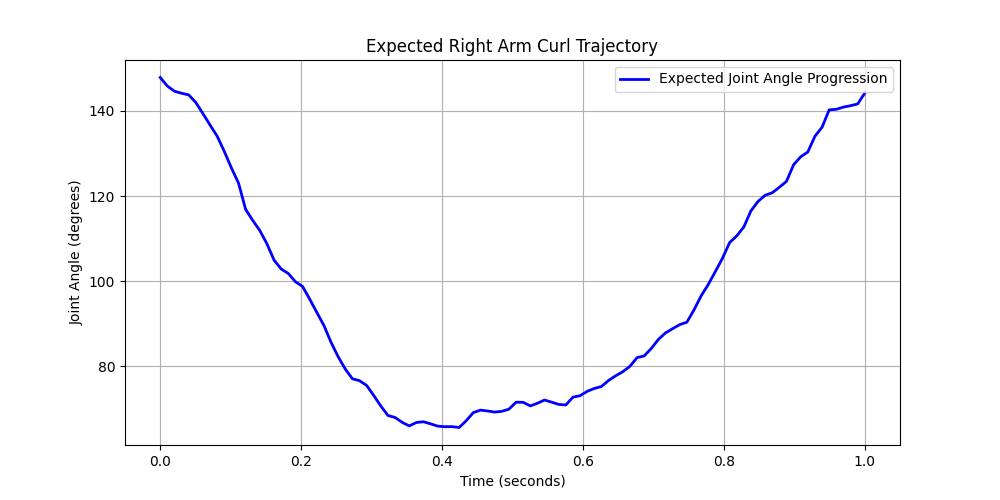 Expected Right Arm Curl Trajectory
Expected Joint Angle Progression
Joint Angle (degrees)
140
120
100
80
0.0 0.2 0.4 0.6 0.8 1.0
Time (seconds)